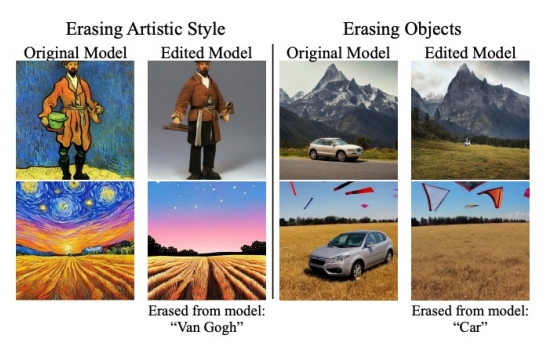 Erasing Artistic Style
Erasing Objects
Original Model
Edited Model
Original Model
Edited Model
Erased from model:
“Van Gogh”
Erased from model:
“Car”